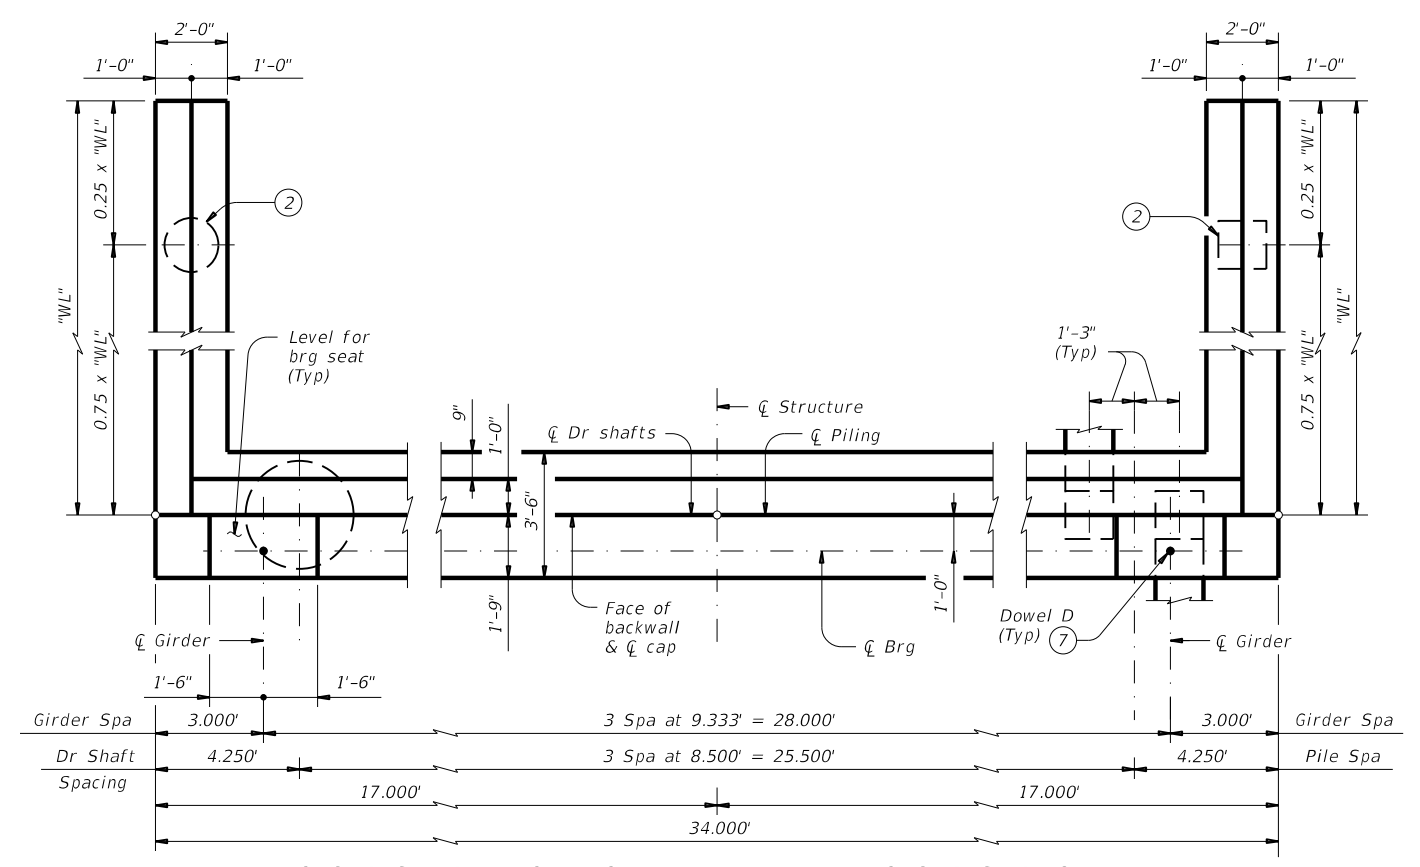 2'-0"
2'-0"
1'-0"
1'-0"
1'-0"
1'-0"
0.25 x "WL"
0.25 x "WL"
2
2
"WL"
"WL"
0.75 x "WL"
0.75 x "WL"
Level for
brg seat
(Typ)
1'-3"
(Typ)
9"
1'-0"
℄ Structure
℄ Dr shafts
℄ Piling
3'-6"
1'-9"
1'-0"
Face of
backwall
& ℄ cap
℄ Brg
Dowel D
(Typ) 7
℄ Girder
℄ Girder
1'-6"
1'-6"
Girder Spa
3.000'
3 Spa at 9.333' = 28.000'
3.000'
Girder Spa
Dr Shaft
Spacing
4.250'
3 Spa at 8.500' = 25.500'
4.250'
Pile Spa
17.000'
17.000'
34.000'